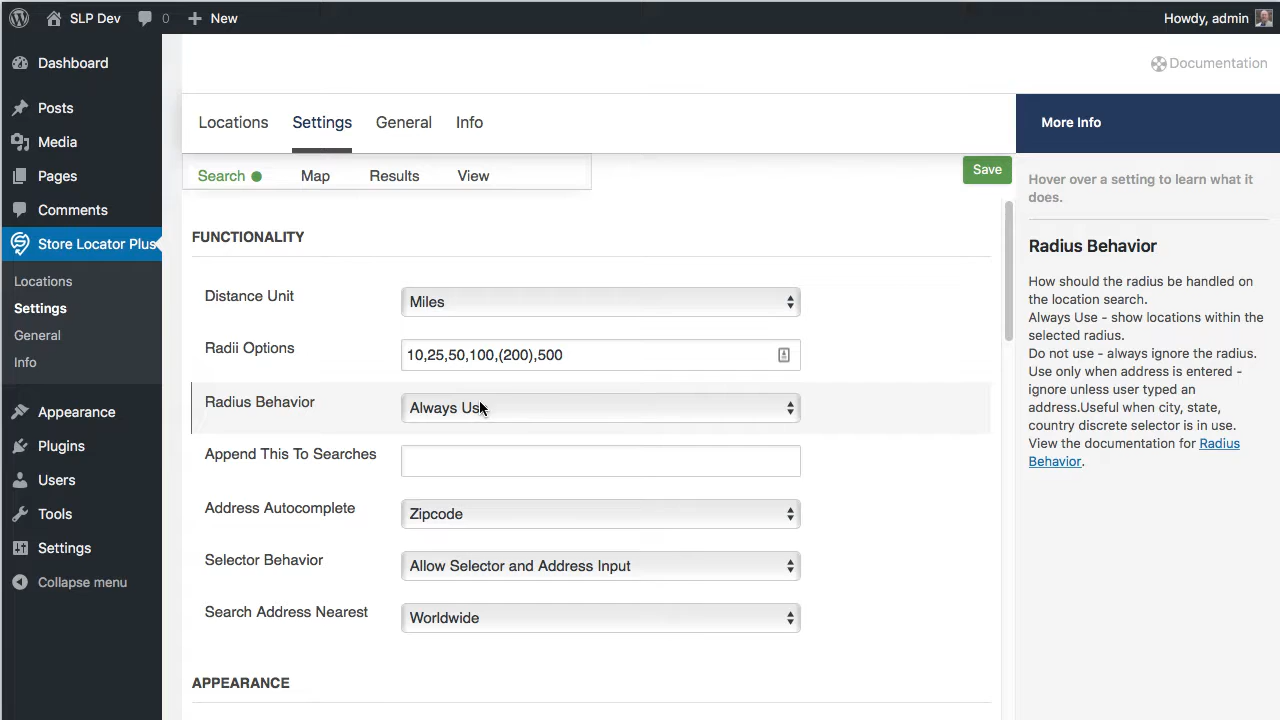 SLP Dev 0 New Howdy, admin
Dashboard
Posts
Media
Pages
Comments
Store Locator Plus
Locations
Settings
General
Info
Appearance
Plugins
Users
Tools
Settings
Collapse menu
Documentation
Locations Settings General Info
Search Map Results View
Save
FUNCTIONALITY
Distance Unit Miles
Radii Options 10,25,50,100,(200),500
Radius Behavior Always Use
Append This To Searches
Address Autocomplete Zipcode
Selector Behavior Allow Selector and Address Input
Search Address Nearest Worldwide
APPEARANCE
More Info
Hover over a setting to learn what it
does.
Radius Behavior
How should the radius be handled on
the location search.
Always Use - show locations within the
selected radius.
Do not use - always ignore the radius.
Use only when address is entered -
ignore unless user typed an
address.Useful when city, state,
country discrete selector is in use.
View the documentation for Radius
Behavior.